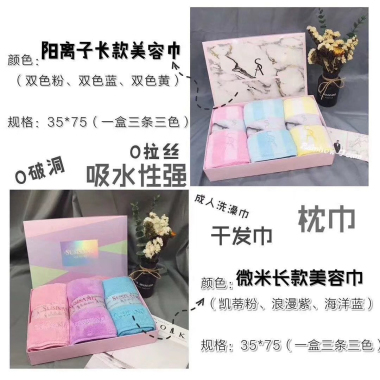 颜色：阳离子长款美容巾
（双色粉、双色蓝、双色黄）
规格：35*75（一盒三条三色）
0破洞
0拉丝
吸水性强
成人洗澡巾
干发巾
枕巾
颜色：微米长款美容巾
（凯蒂粉、浪漫紫、海洋蓝）
规格：35*75（一盒三条三色）